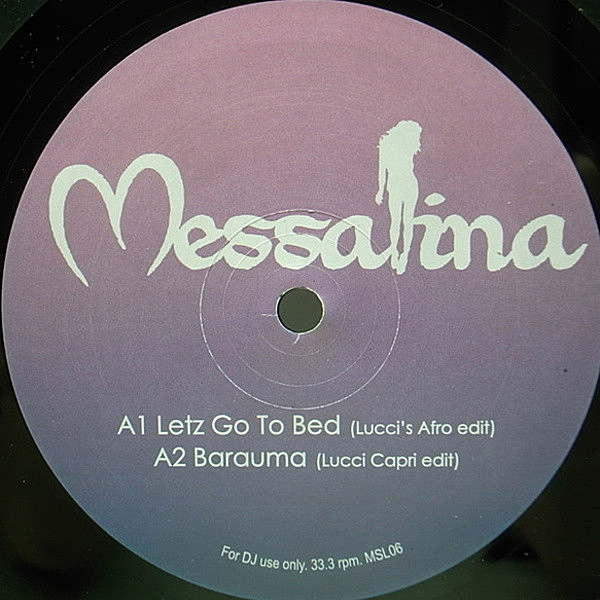 Messalina
A1 Letz Go To Bed (Lucci's Afro edit)
A2 Barauma (Lucci Capri edit)
For DJ use only. 33.3 rpm. MSL06